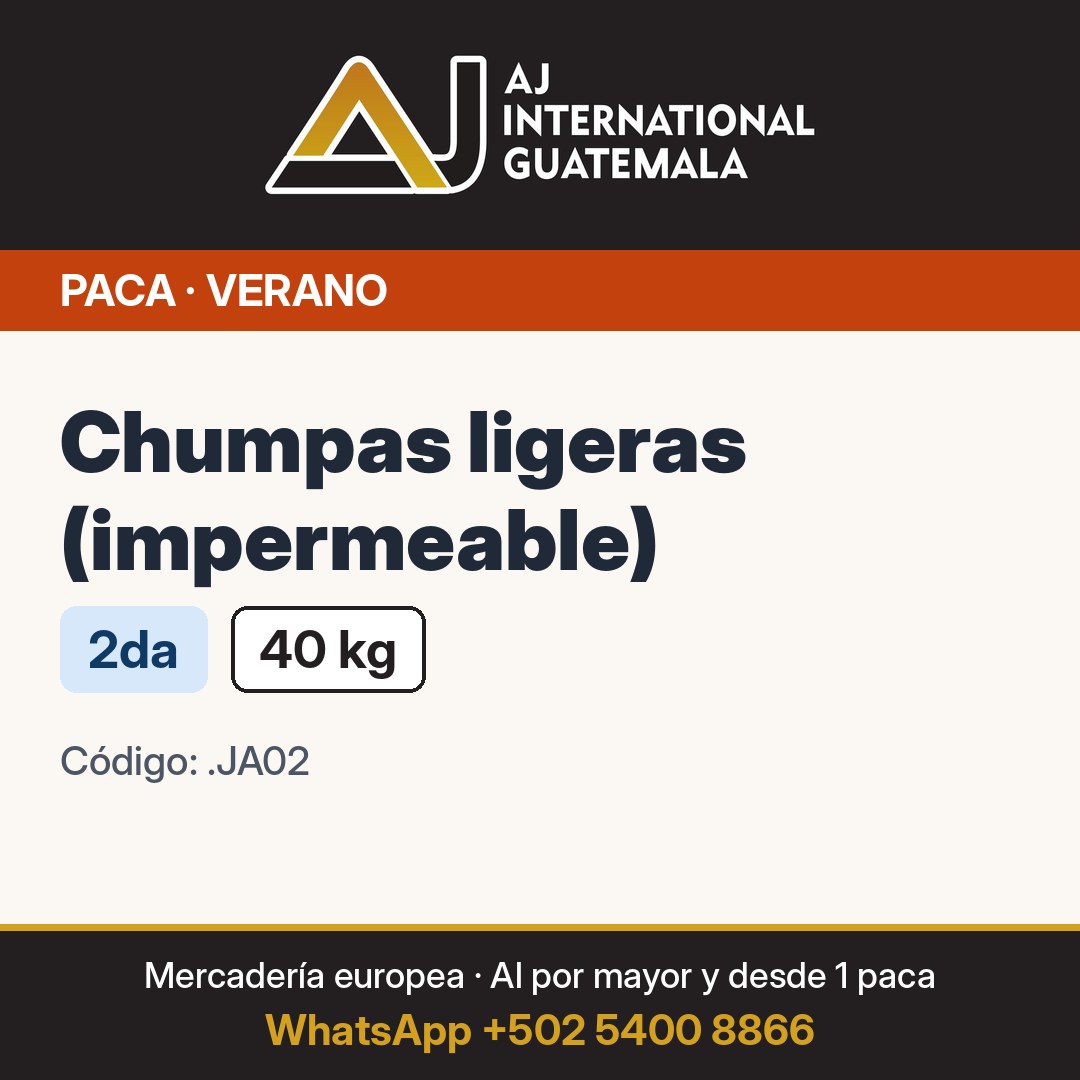 AJ
INTERNATIONAL
GUATEMALA
PACA · VERANO
Chumpas ligeras
(impermeable)
2da
40 kg
Código: .JA02
Mercadería europea · Al por mayor y desde 1 paca
WhatsApp +502 5400 8866